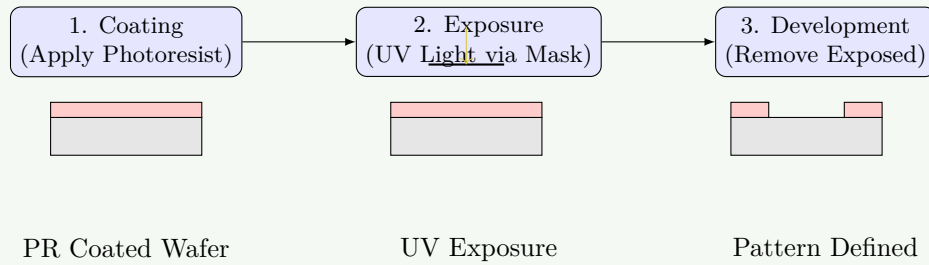 1. Coating
(Apply Photoresist)
2. Exposure
(UV Light via Mask)
3. Development
(Remove Exposed)
PR Coated Wafer
UV Exposure
Pattern Defined